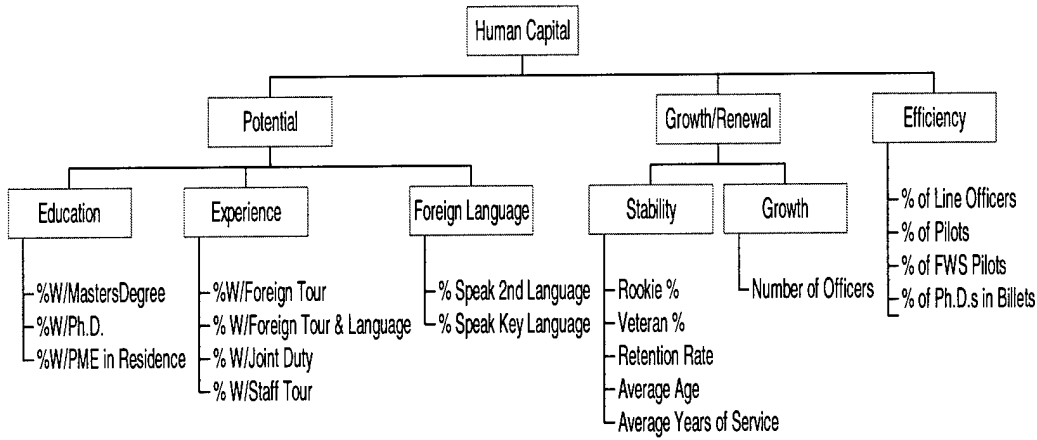 Human Capital
Potential
Growth/Renewal
Efficiency
Education
Experience
Foreign Language
Stability
Growth
%W/MastersDegree
%W/Ph.D.
%W/PME in Residence
%W/Foreign Tour
% W/Foreign Tour & Language
% W/Joint Duty
% W/Staff Tour
% Speak 2nd Language
% Speak Key Language
Rookie %
Veteran %
Retention Rate
Average Age
Average Years of Service
Number of Officers
% of Line Officers
% of Pilots
% of FWS Pilots
% of Ph.D.s in Billets